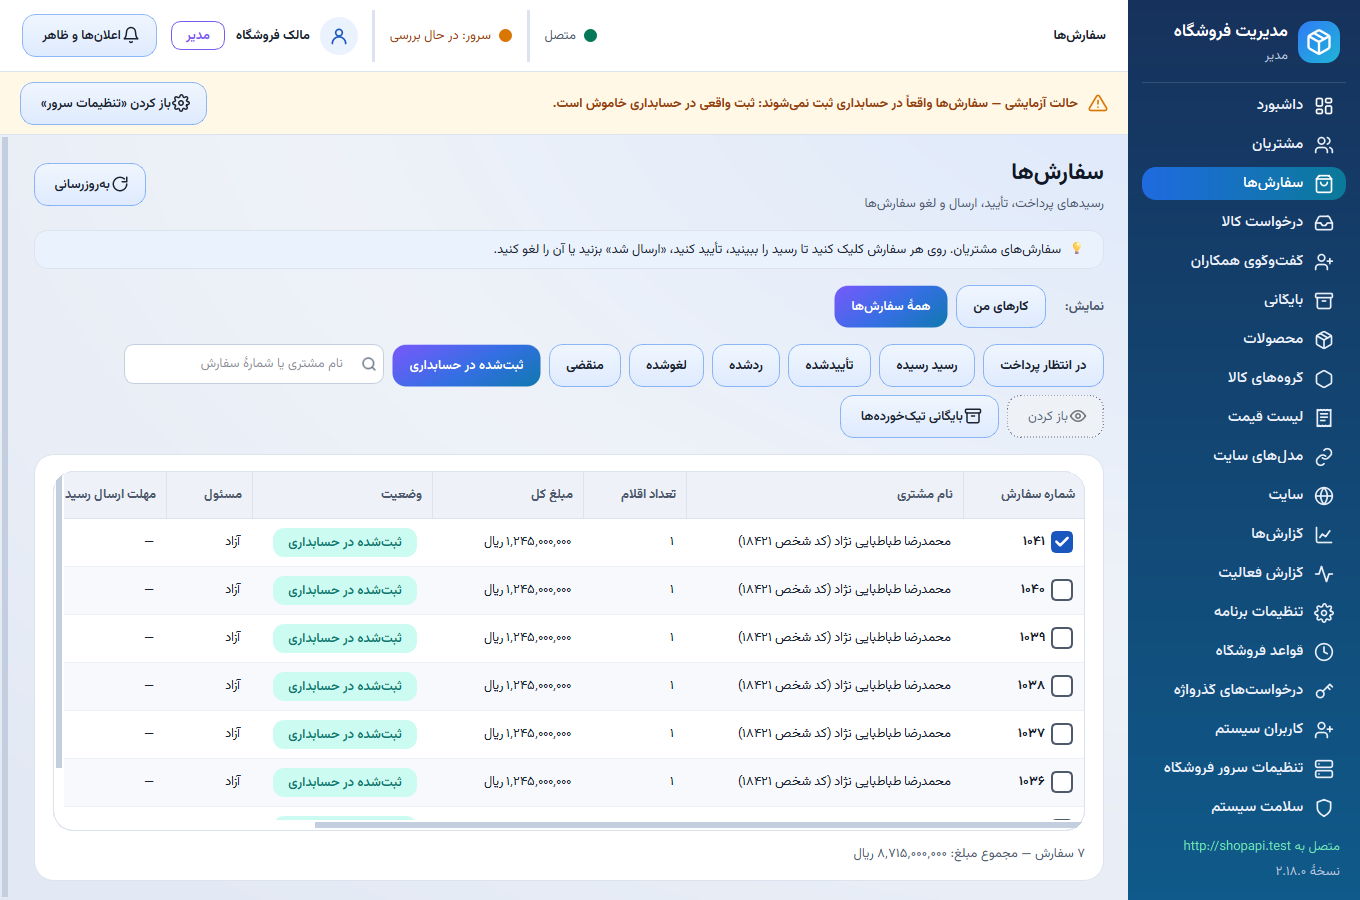 مدیریت فروشگاه
مدیر
داشبورد
مشتریان
سفارش‌ها
درخواست کالا
گفت‌وگوی همکاران
بایگانی
محصولات
گروه‌های کالا
لیست قیمت
مدل‌های سایت
سایت
گزارش‌ها
گزارش فعالیت
تنظیمات برنامه
قواعد فروشگاه
درخواست‌های گذرواژه
کاربران سیستم
تنظیمات سرور فروشگاه
سلامت سیستم
متصل به http://shopapi.test
نسخهٔ ۲.۱۸.۰
سفارش‌ها
متصل
سرور: در حال بررسی
مالک فروشگاه
مدیر
اعلان‌ها و ظاهر
حالت آزمایشی — سفارش‌ها واقعاً در حسابداری ثبت نمی‌شوند: ثبت واقعی در حسابداری خاموش است.
باز کردن «تنظیمات سرور»
سفارش‌ها
رسیدهای پرداخت، تأیید، ارسال و لغو سفارش‌ها
به‌روزرسانی
سفارش‌های مشتریان. روی هر سفارش کلیک کنید تا رسید را ببینید، تأیید کنید، «ارسال شد» بزنید یا آن را لغو کنید.
نمایش: کارهای من همهٔ سفارش‌ها
در انتظار پرداخت رسید رسیده تأییدشده ردشده لغوشده منقضی ثبت‌شده در حسابداری نام مشتری یا شمارهٔ سفارش
باز کردن بایگانی تیک‌خورده‌ها
شماره سفارش نام مشتری تعداد اقلام مبلغ کل وضعیت مسئول مهلت ارسال رسید
۱۰۴۱ محمدرضا طباطبایی نژاد (کد شخص ۱۸۴۲۱) ۱ ۱,۲۴۵,۰۰۰,۰۰۰ ریال ثبت‌شده در حسابداری آزاد —
۱۰۴۰ محمدرضا طباطبایی نژاد (کد شخص ۱۸۴۲۱) ۱ ۱,۲۴۵,۰۰۰,۰۰۰ ریال ثبت‌شده در حسابداری آزاد —
۱۰۳۹ محمدرضا طباطبایی نژاد (کد شخص ۱۸۴۲۱) ۱ ۱,۲۴۵,۰۰۰,۰۰۰ ریال ثبت‌شده در حسابداری آزاد —
۱۰۳۸ محمدرضا طباطبایی نژاد (کد شخص ۱۸۴۲۱) ۱ ۱,۲۴۵,۰۰۰,۰۰۰ ریال ثبت‌شده در حسابداری آزاد —
۱۰۳۷ محمدرضا طباطبایی نژاد (کد شخص ۱۸۴۲۱) ۱ ۱,۲۴۵,۰۰۰,۰۰۰ ریال ثبت‌شده در حسابداری آزاد —
۱۰۳۶ محمدرضا طباطبایی نژاد (کد شخص ۱۸۴۲۱) ۱ ۱,۲۴۵,۰۰۰,۰۰۰ ریال ثبت‌شده در حسابداری آزاد —
۷ سفارش — مجموع مبلغ: ۸,۷۱۵,۰۰۰,۰۰۰ ریال